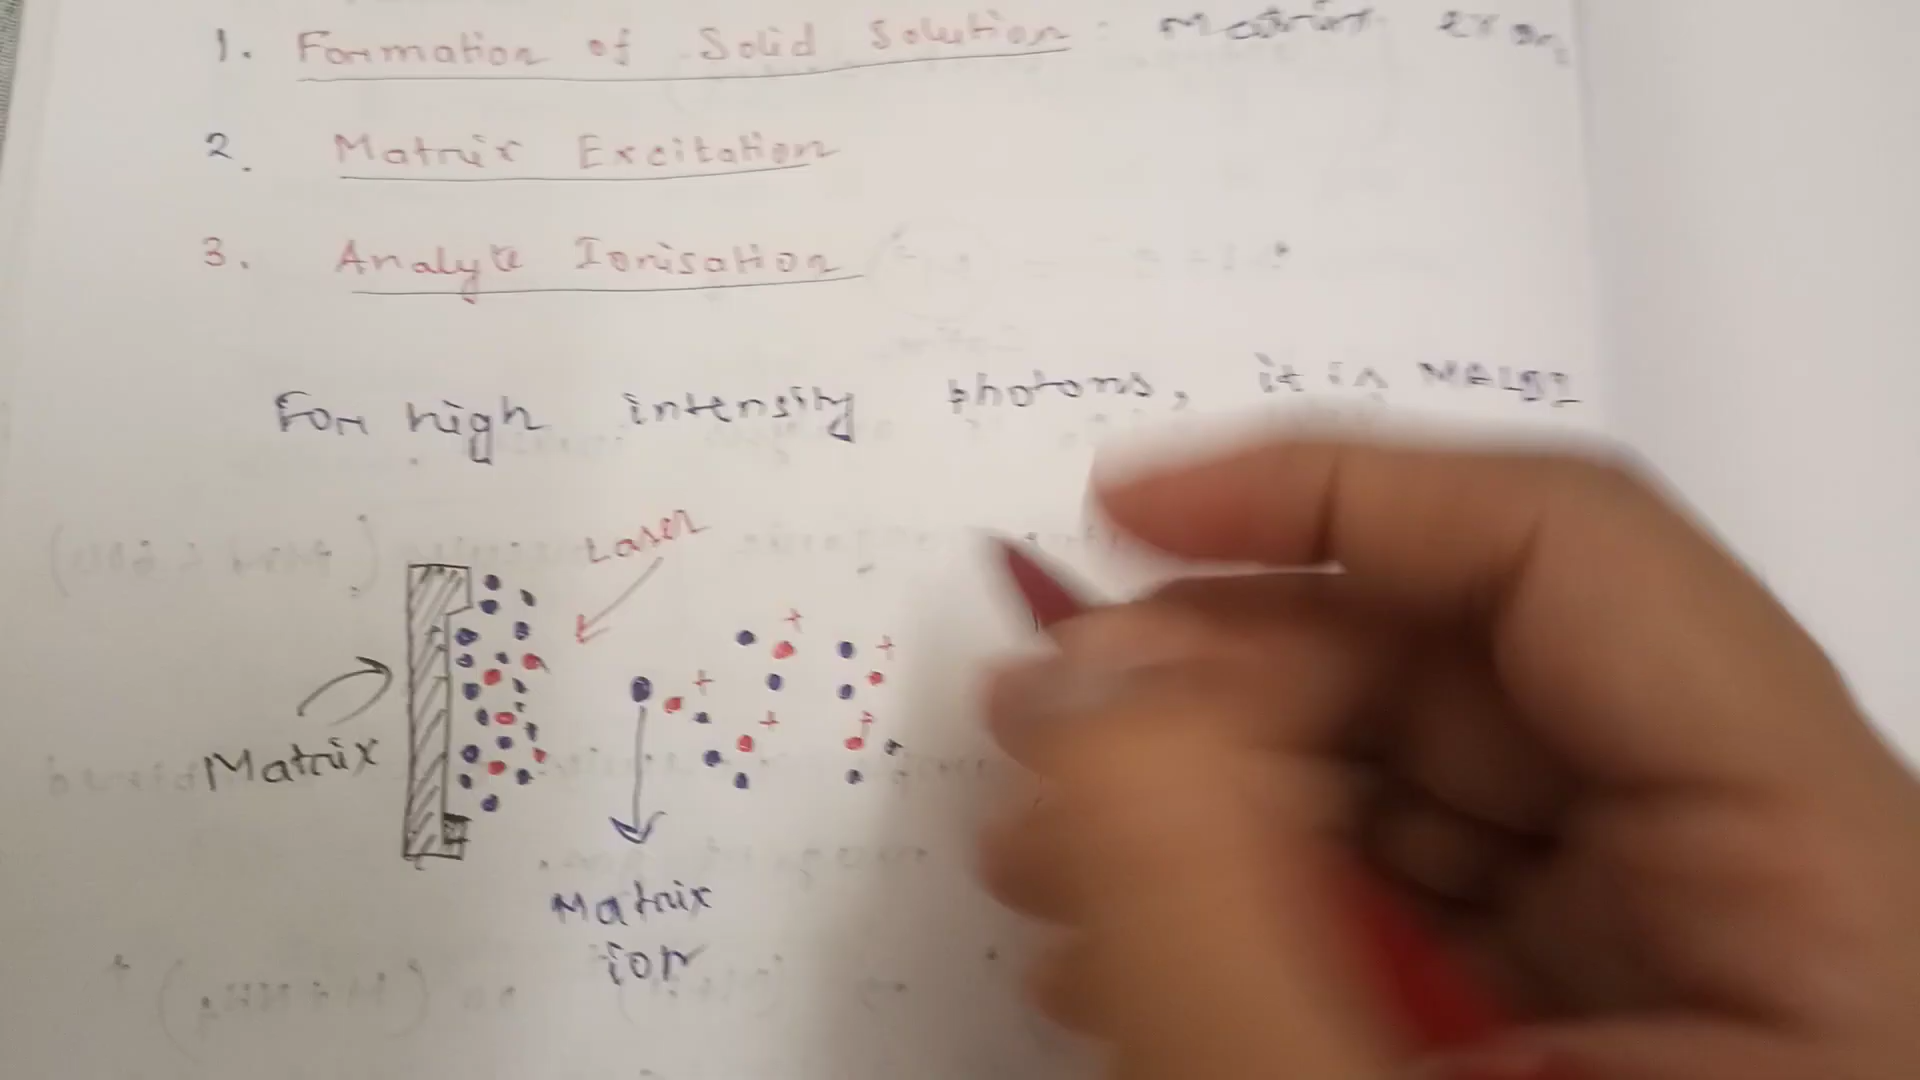 1. Formation of Solid Solution : Matrix
2. Matrix Excitation
3. Analyte Ionisation
For high intensity photons, it is MALDI
Laser
Matrix
Matrix
ion